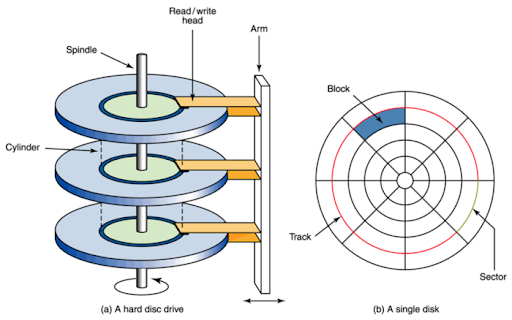 Read/write
head
Arm
Spindle
Cylinder
(a) A hard disc drive
Block
Track
Sector
(b) A single disk